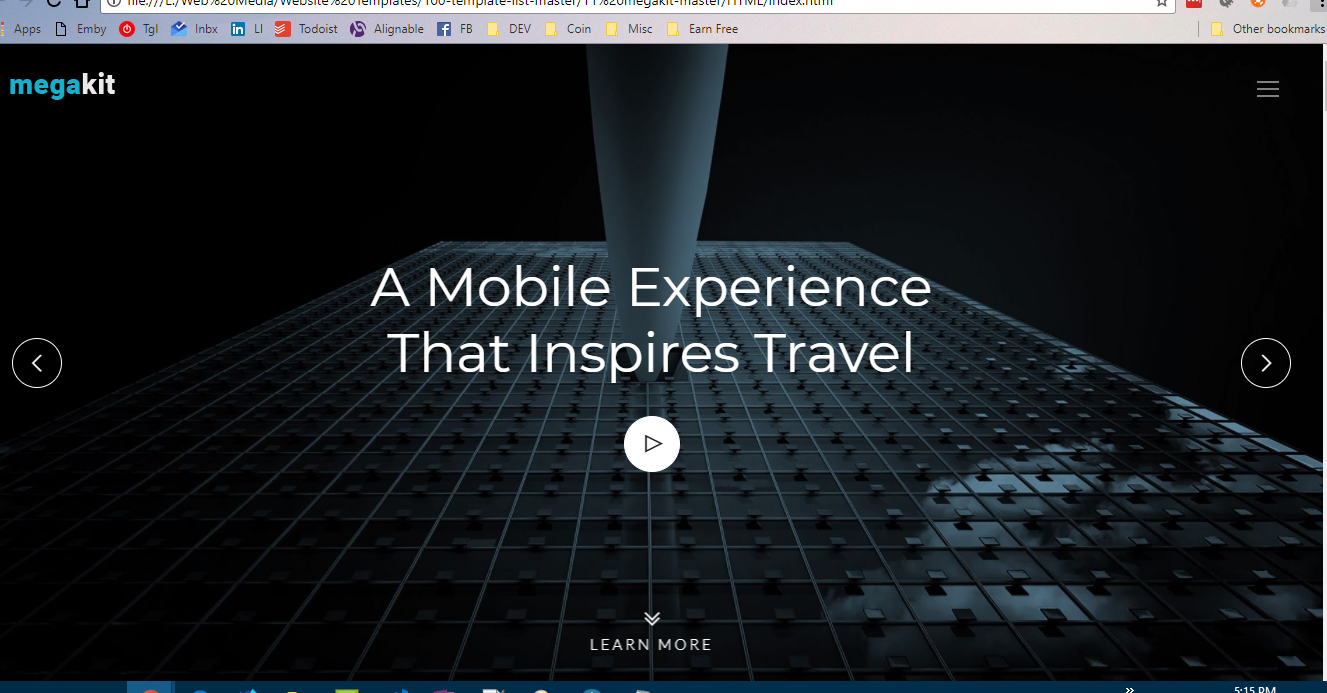 file:///E:/Web%20Media/Website%20Templates/100-template-list-master/11%20megakit-master/HTML/index.html
Apps Emby Tgl Inbx LI Todoist Alignable FB DEV Coin Misc Earn Free Other bookmarks
megakit
A Mobile Experience
That Inspires Travel
LEARN MORE
5:15 PM